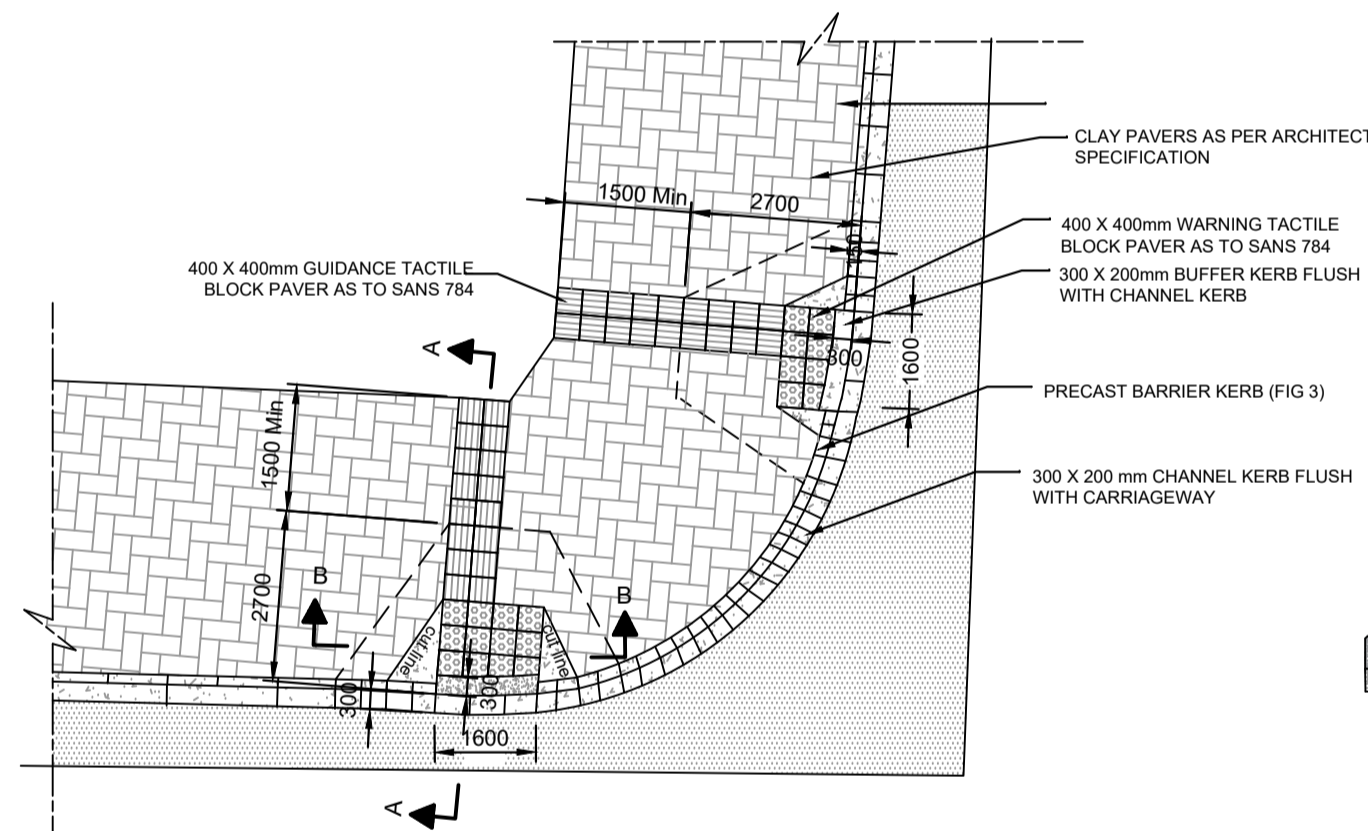 CLAY PAVERS AS PER ARCHITECT
SPECIFICATION
1500 Min
2700
400 X 400mm WARNING TACTILE
BLOCK PAVER AS TO SANS 784
150
400 X 400mm GUIDANCE TACTILE
BLOCK PAVER AS TO SANS 784
300 X 200mm BUFFER KERB FLUSH
WITH CHANNEL KERB
A
300
1600
PRECAST BARRIER KERB (FIG 3)
1500 Min
300 X 200 mm CHANNEL KERB FLUSH
WITH CARRIAGEWAY
2700
B
B
cut line
cut line
300
300
1600
A